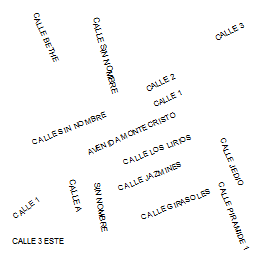 CALLE BETHE
CALLE SIN NOMBRE
CALLE 3
CALLE 2
CALLE 1
CALLE SIN NOMBRE
AVENIDA MONTE CRISTO
CALLE LOS LIRIOS
CALLE JEDIO
CALLE JAZMINES
CALLE 1
CALLE A
SIN NOMBRE
CALLE GIRASOLES
CALLE PIRAMIDE 1
CALLE 3 ESTE